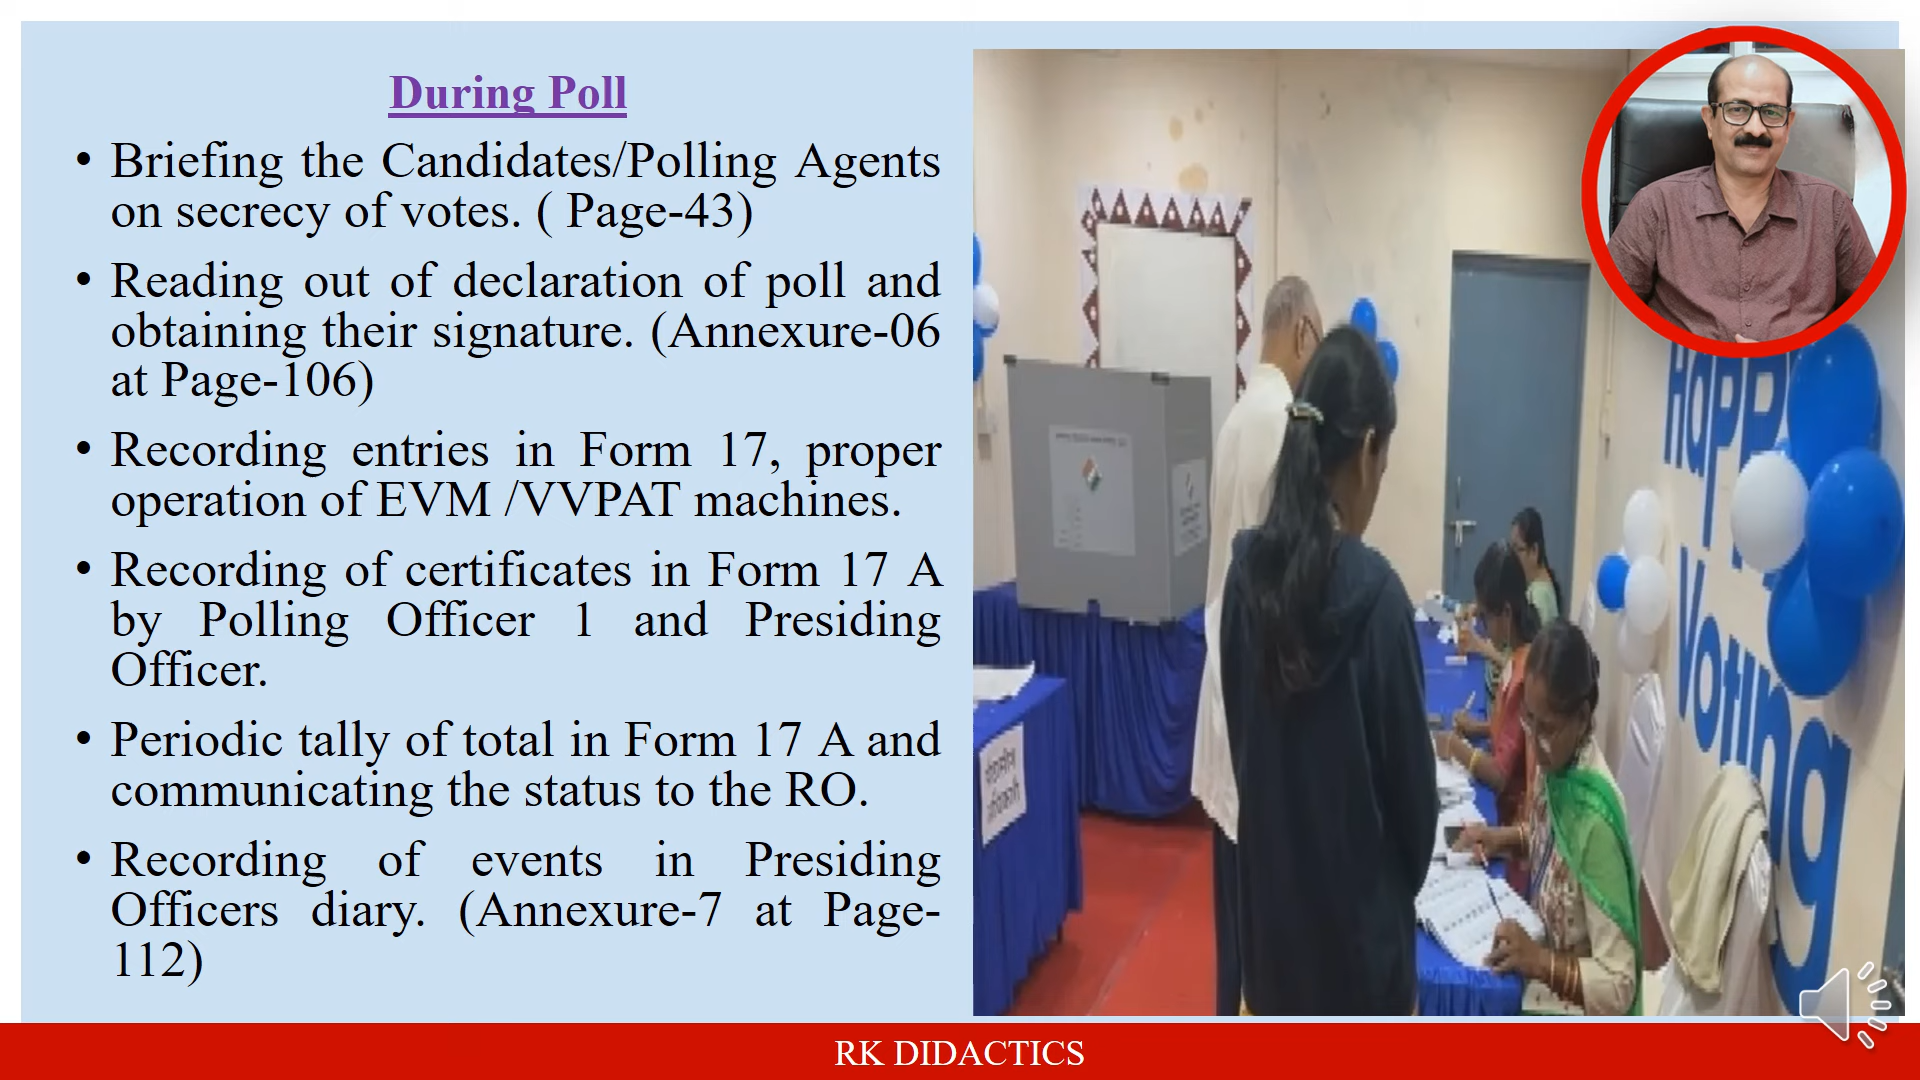 During Poll
• Briefing the Candidates/Polling Agents
on secrecy of votes. ( Page-43)
• Reading out of declaration of poll and
obtaining their signature. (Annexure-06
at Page-106)
• Recording entries in Form 17, proper
operation of EVM /VVPAT machines.
• Recording of certificates in Form 17 A
by Polling Officer 1 and Presiding
Officer.
• Periodic tally of total in Form 17 A and
communicating the status to the RO.
• Recording of events in Presiding
Officers diary. (Annexure-7 at Page-
112)
Happy
Voting
RK DIDACTICS